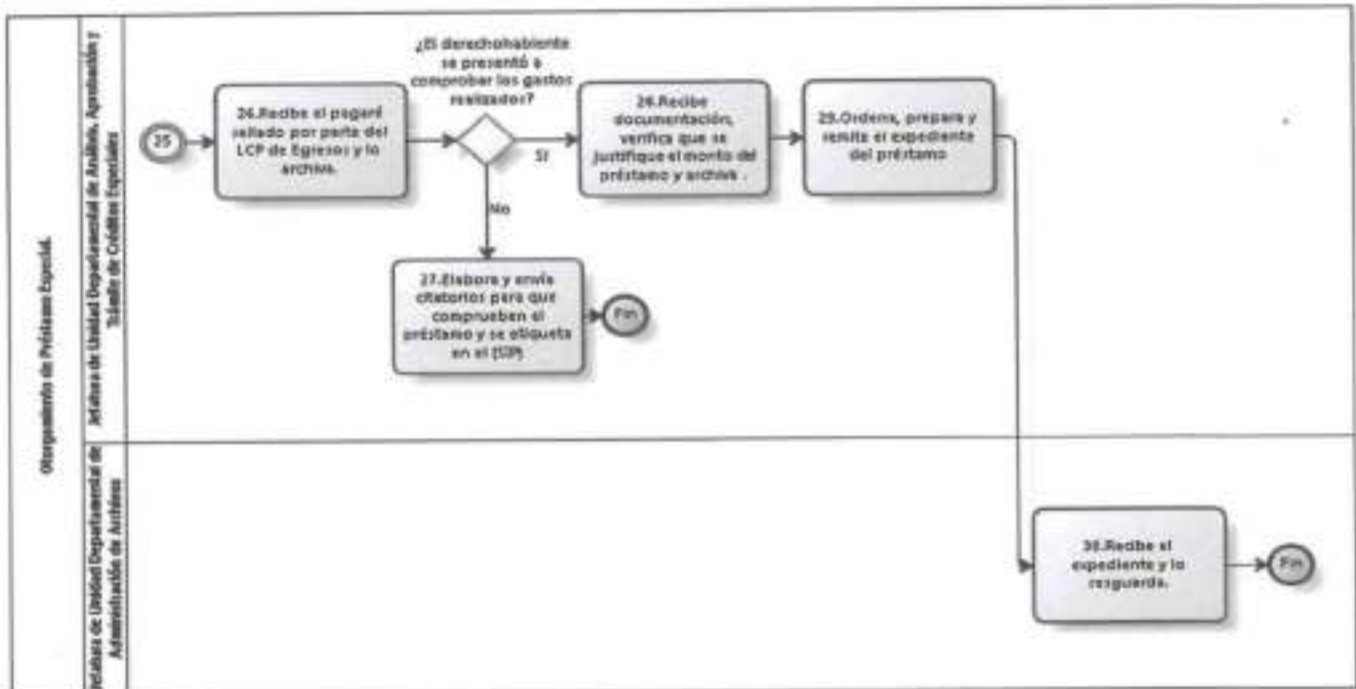 Otorgamiento de Préstamo Especial.
Jefatura de Unidad Departamental de Análisis, Aprobación y
Trámite de Créditos Especiales
25
26.Recibe el pagaré
sellado por parte del
LCP de Egresos y lo
archiva.
¿El derechohabiente
se presentó a
comprobar los gastos
realizados?
Sí
No
28.Recibe
documentación,
verifica que se
justifique el monto del
préstamo y archiva .
29.Ordena, prepara y
remite el expediente
del préstamo
27.Elabora y envía
citatorios para que
comprueben el
préstamo y se etiqueta
en el (SIP)
Fin
Jefatura de Unidad Departamental de
Administración de Archivos
30.Recibe el
expediente y lo
resguarda.
Fin